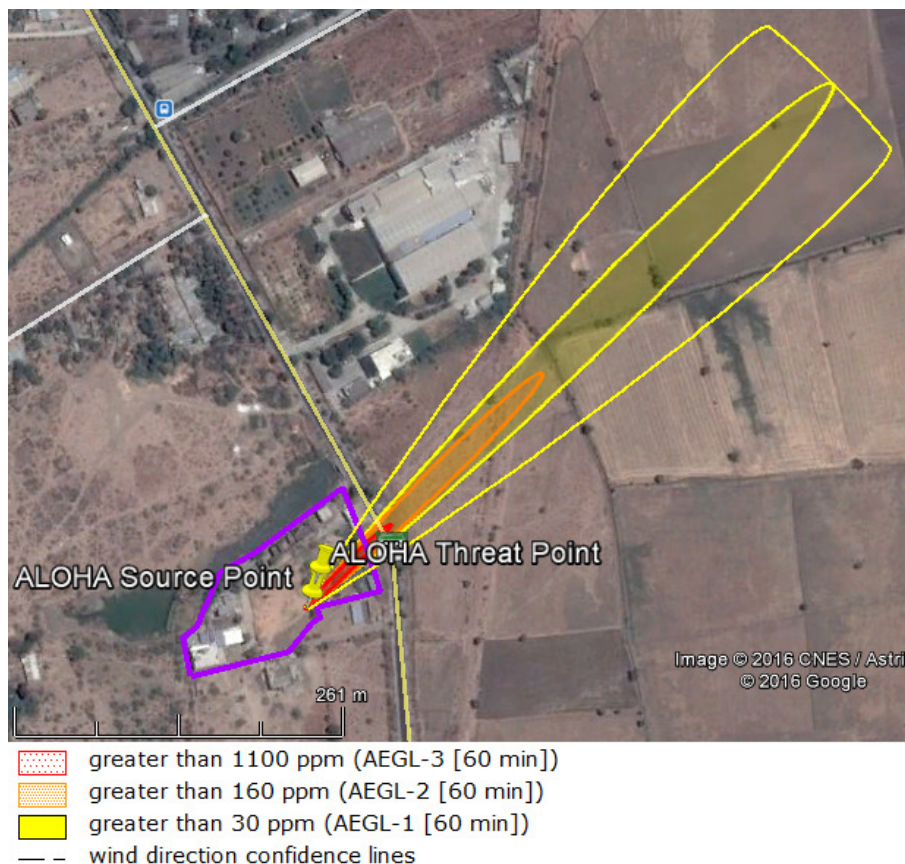 ALOHA Threat Point
ALOHA Source Point
Image © 2016 CNES / Astri
© 2016 Google
261 m
greater than 1100 ppm (AEGL-3 [60 min])
greater than 160 ppm (AEGL-2 [60 min])
greater than 30 ppm (AEGL-1 [60 min])
wind direction confidence lines